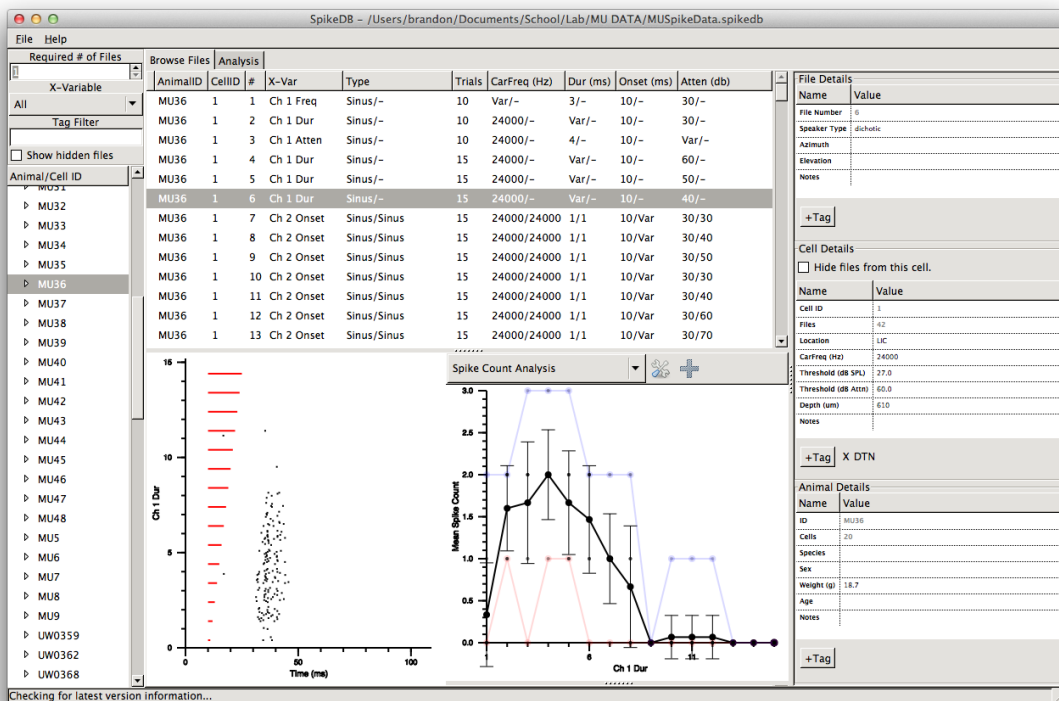 SpikeDB - /Users/brandon/Documents/School/Lab/MU DATA/MUSpikeData.spikedb
File Help
Required # of Files
1
X-Variable
All
Tag Filter
Show hidden files
Animal/Cell ID
MU31
MU32
MU33
MU34
MU35
MU36
MU37
MU38
MU39
MU40
MU41
MU42
MU43
MU44
MU45
MU46
MU47
MU48
MU5
MU6
MU7
MU8
MU9
UW0359
UW0362
UW0368
Browse Files Analysis
AnimalID CellID # X-Var Type Trials CarFreq (Hz) Dur (ms) Onset (ms) Atten (db)
MU36 1 1 Ch 1 Freq Sinus/- 10 Var/- 3/- 10/- 30/-
MU36 1 2 Ch 1 Dur Sinus/- 10 24000/- Var/- 10/- 30/-
MU36 1 3 Ch 1 Atten Sinus/- 10 24000/- 4/- 10/- Var/-
MU36 1 4 Ch 1 Dur Sinus/- 15 24000/- Var/- 10/- 60/-
MU36 1 5 Ch 1 Dur Sinus/- 15 24000/- Var/- 10/- 50/-
MU36 1 6 Ch 1 Dur Sinus/- 15 24000/- Var/- 10/- 40/-
MU36 1 7 Ch 2 Onset Sinus/Sinus 15 24000/24000 1/1 10/Var 30/30
MU36 1 8 Ch 2 Onset Sinus/Sinus 15 24000/24000 1/1 10/Var 30/40
MU36 1 9 Ch 2 Onset Sinus/Sinus 15 24000/24000 1/1 10/Var 30/50
MU36 1 10 Ch 2 Onset Sinus/Sinus 15 24000/24000 1/1 10/Var 30/30
MU36 1 11 Ch 2 Onset Sinus/Sinus 15 24000/24000 1/1 10/Var 30/40
MU36 1 12 Ch 2 Onset Sinus/Sinus 15 24000/24000 1/1 10/Var 30/60
MU36 1 13 Ch 2 Onset Sinus/Sinus 15 24000/24000 1/1 10/Var 30/70
15
10
5
0
Ch 1 Dur
0 50 100
Time (ms)
Spike Count Analysis
3.0
2.5
2.0
1.5
1.0
0.5
0.0
Mean Spike Count
1 6 11
Ch 1 Dur
File Details
Name Value
File Number 6
Speaker Type dichotic
Azimuth
Elevation
Notes
+Tag
Cell Details
Hide files from this cell.
Name Value
Cell ID 1
Files 42
Location LIC
CarFreq (Hz) 24000
Threshold (dB SPL) 27.0
Threshold (dB Attn) 60.0
Depth (um) 610
Notes
+Tag X DTN
Animal Details
Name Value
ID MU36
Cells 20
Species
Sex
Weight (g) 18.7
Age
Notes
+Tag
Checking for latest version information...